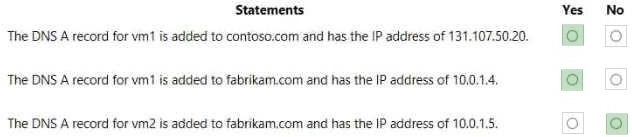 Statements Yes No
The DNS A record for vm1 is added to contoso.com and has the IP address of 131.107.50.20.
The DNS A record for vm1 is added to fabrikam.com and has the IP address of 10.0.1.4.
The DNS A record for vm2 is added to fabrikam.com and has the IP address of 10.0.1.5.